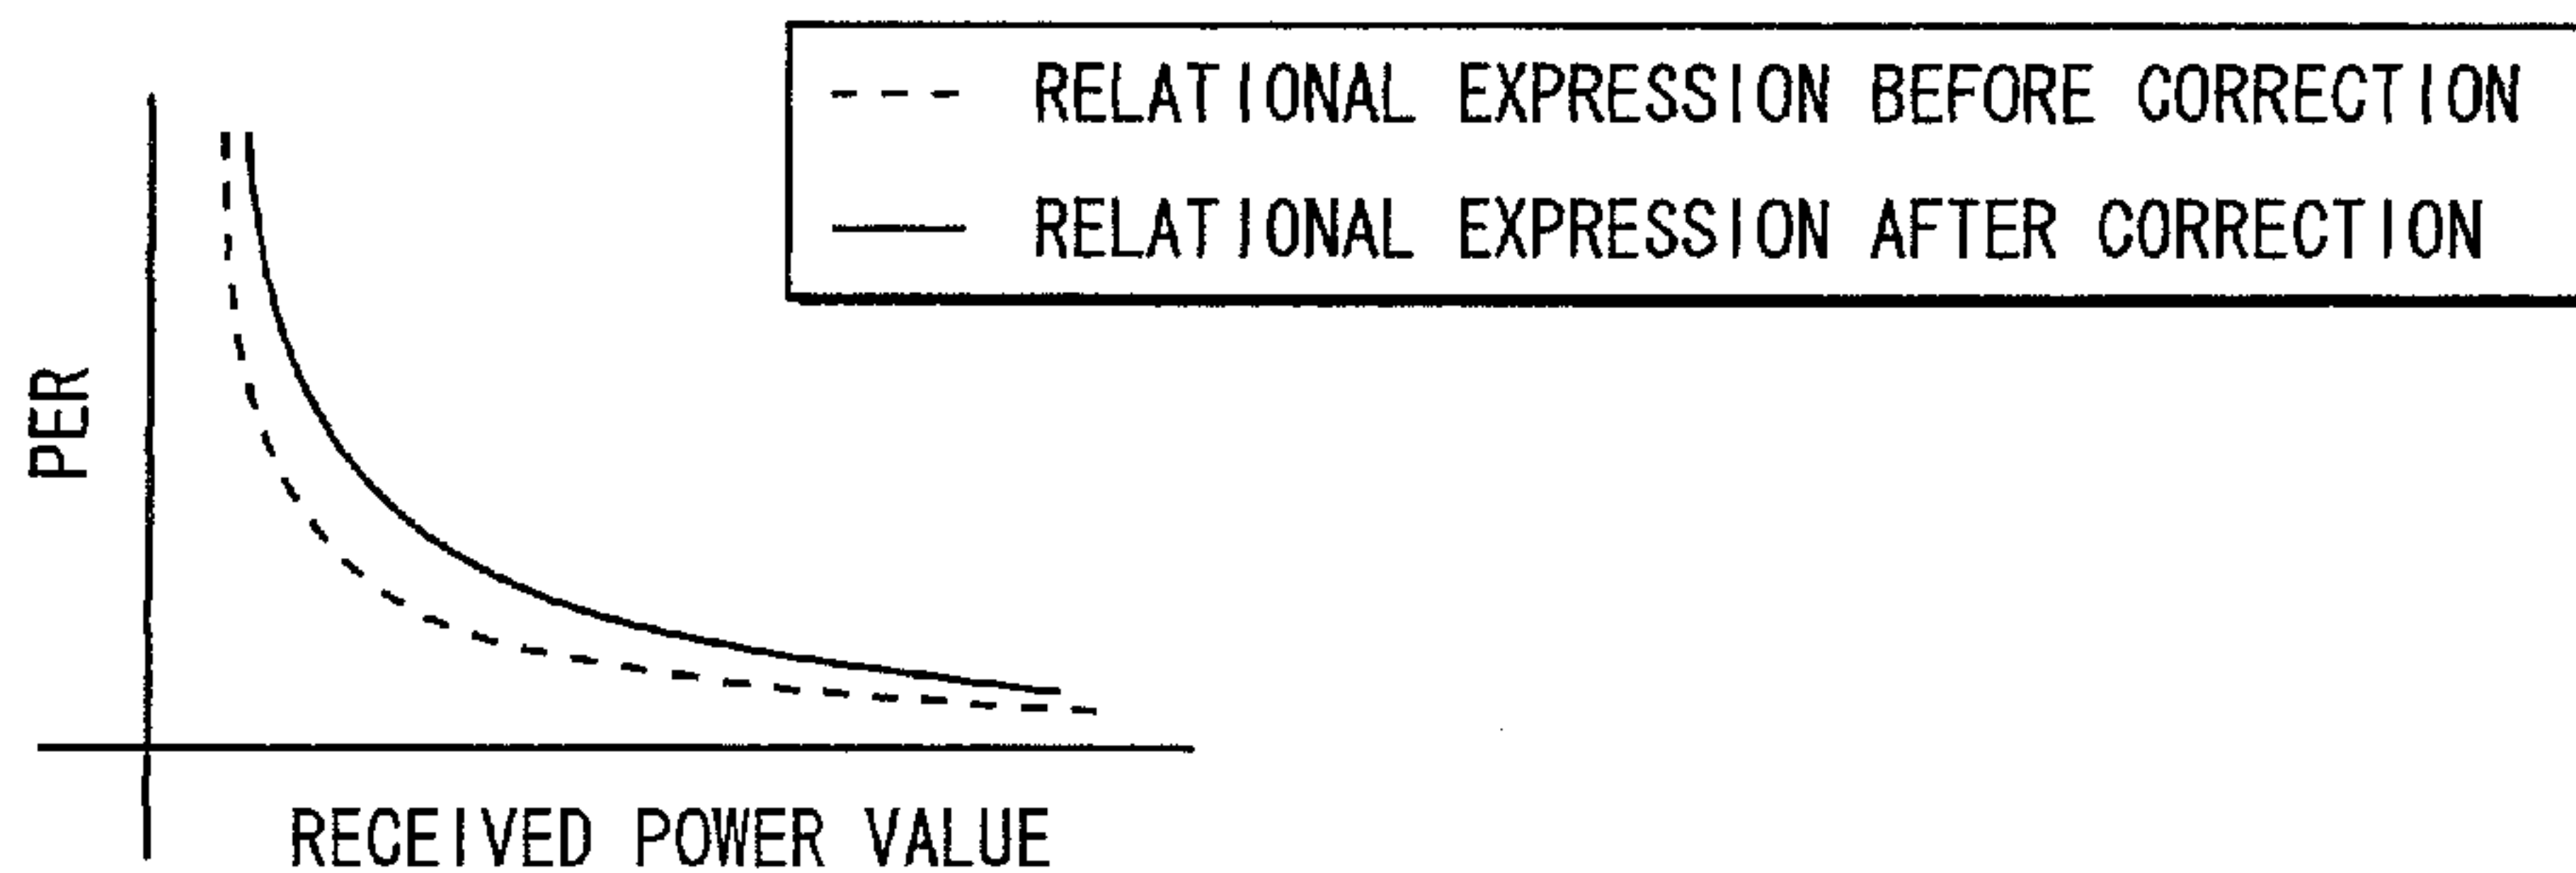 RELATIONAL EXPRESSION BEFORE CORRECTION
RELATIONAL EXPRESSION AFTER CORRECTION
PER
RECEIVED POWER VALUE